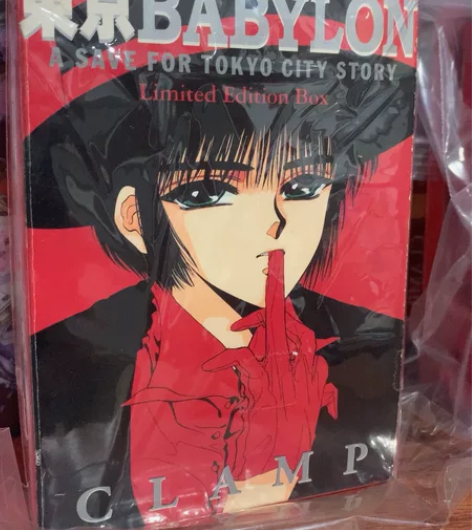 東京BABYLON
A SAVE FOR TOKYO CITY STORY
Limited Edition Box
CLAMP